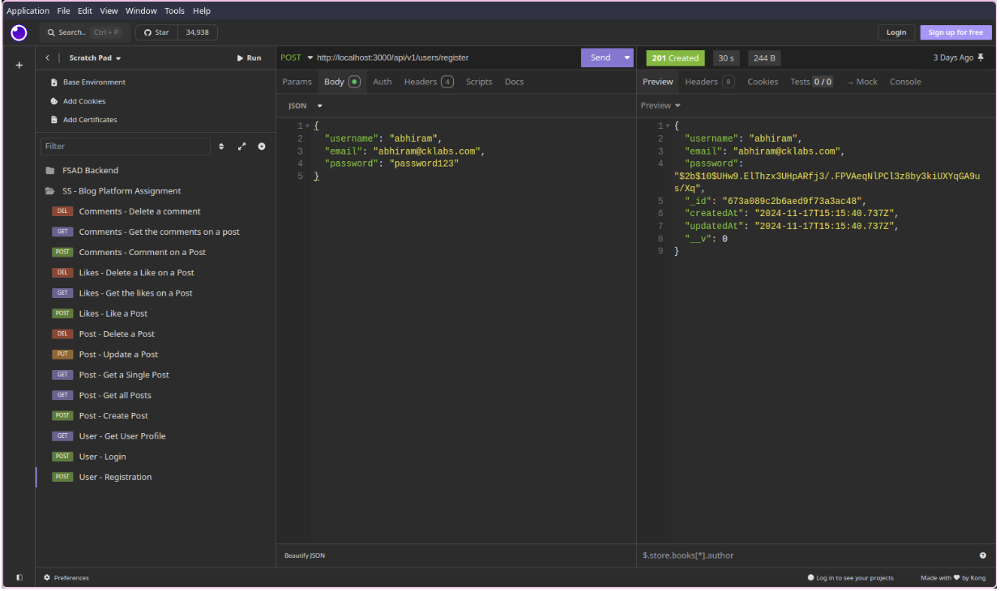 Application File Edit View Window Tools Help
Search.. Ctrl + P Star 34,938 Login Sign up for free
Scratch Pad Run
Base Environment
Add Cookies
Add Certificates
Filter
FSAD Backend
SS - Blog Platform Assignment
DEL Comments - Delete a comment
GET Comments - Get the comments on a post
POST Comments - Comment on a Post
DEL Likes - Delete a Like on a Post
GET Likes - Get the likes on a Post
POST Likes - Like a Post
DEL Post - Delete a Post
PUT Post - Update a Post
GET Post - Get a Single Post
GET Post - Get all Posts
POST Post - Create Post
GET User - Get User Profile
POST User - Login
POST User - Registration
POST http://localhost:3000/api/v1/users/register Send
Params Body Auth Headers 4 Scripts Docs
JSON
1 {
2 "username": "abhiram",
3 "email": "abhiram@cklabs.com",
4 "password": "password123"
5 }
Beautify JSON
201 Created 30 s 244 B 3 Days Ago
Preview Headers 8 Cookies Tests 0 / 0 → Mock Console
Preview
1 {
2 "username": "abhiram",
3 "email": "abhiram@cklabs.com",
4 "password":
"$2b$10$UHw9.ElThzx3UHpARfj3/.FPVAeqNlPCl3z8by3kiUXYqGA9u
s/Xq",
5 "_id": "673a089c2b6aed9f73a3ac48",
6 "createdAt": "2024-11-17T15:15:40.737Z",
7 "updatedAt": "2024-11-17T15:15:40.737Z",
8 "__v": 0
9 }
$.store.books[*].author
Preferences Log in to see your projects Made with ♥ by Kong